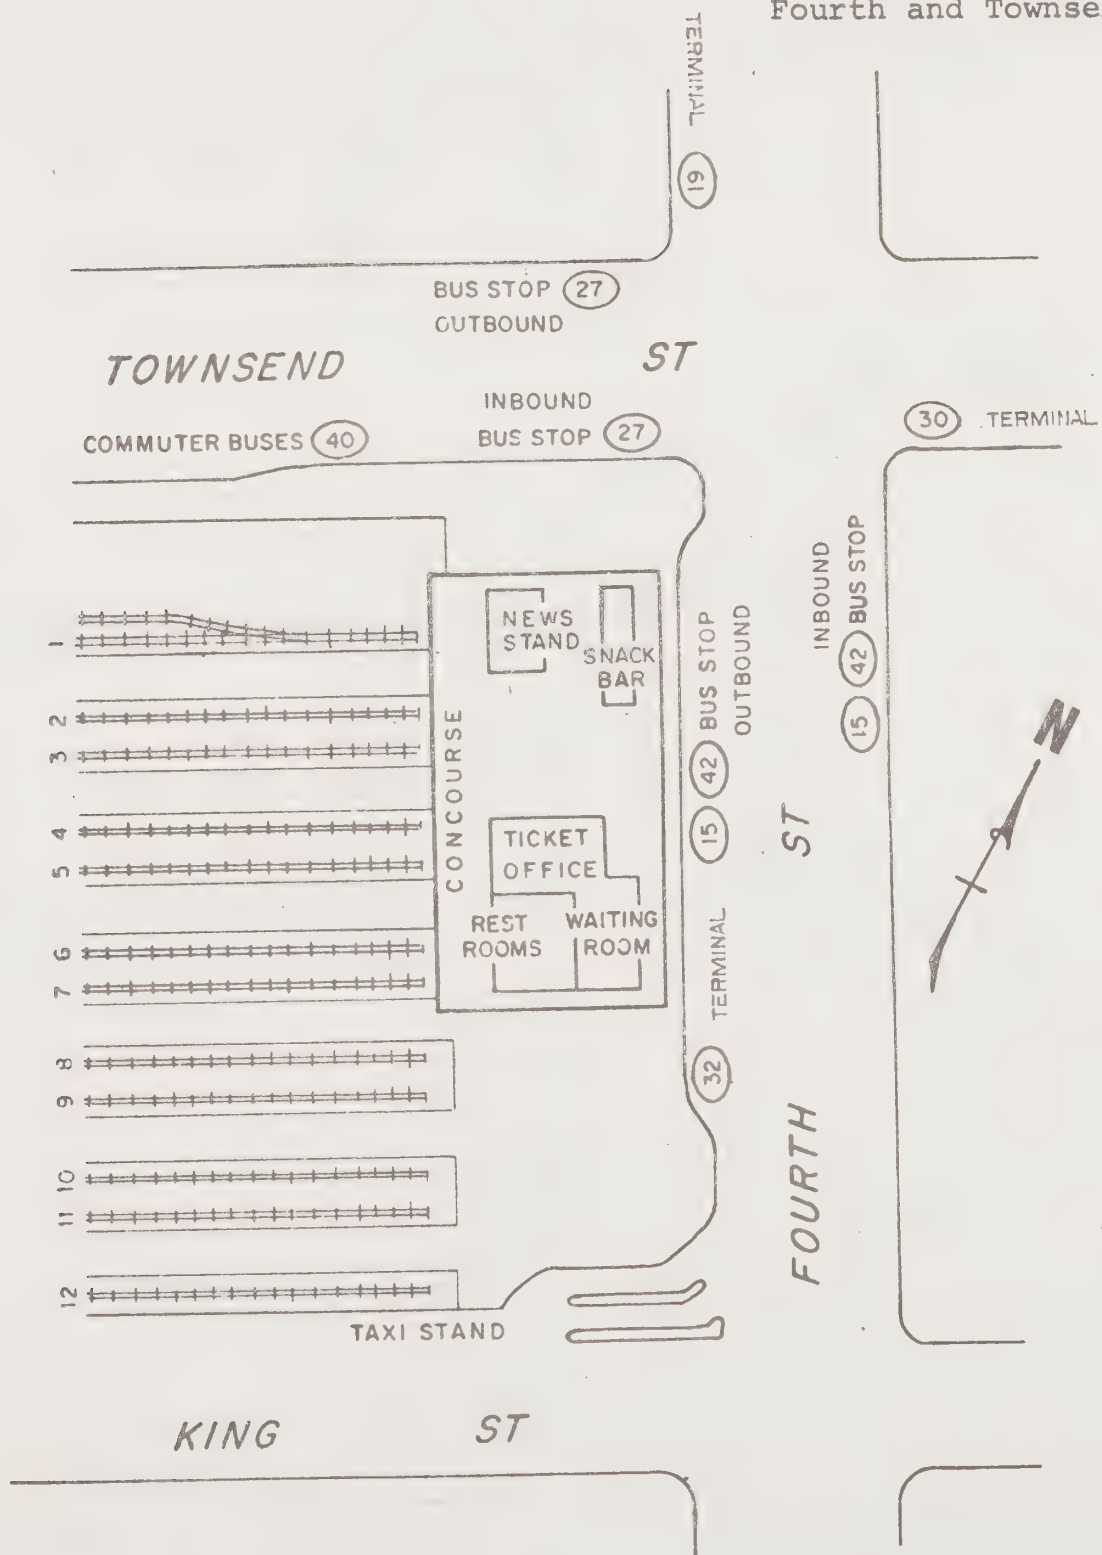 Fourth and Townse
TERMINAL 19
BUS STOP 27
OUTBOUND
TOWNSEND ST
INBOUND
COMMUTER BUSES 40
BUS STOP 27
30 TERMINAL
INBOUND
15 42 BUS STOP
NEWS
STAND
SNACK
BAR
15 42 BUS STOP
OUTBOUND
1
2
3
4
5
6
7
8
9
10
11
12
CONCOURSE
TICKET
OFFICE
REST
ROOMS
WAITING
ROOM
32 TERMINAL
N
FOURTH ST
TAXI STAND
KING ST